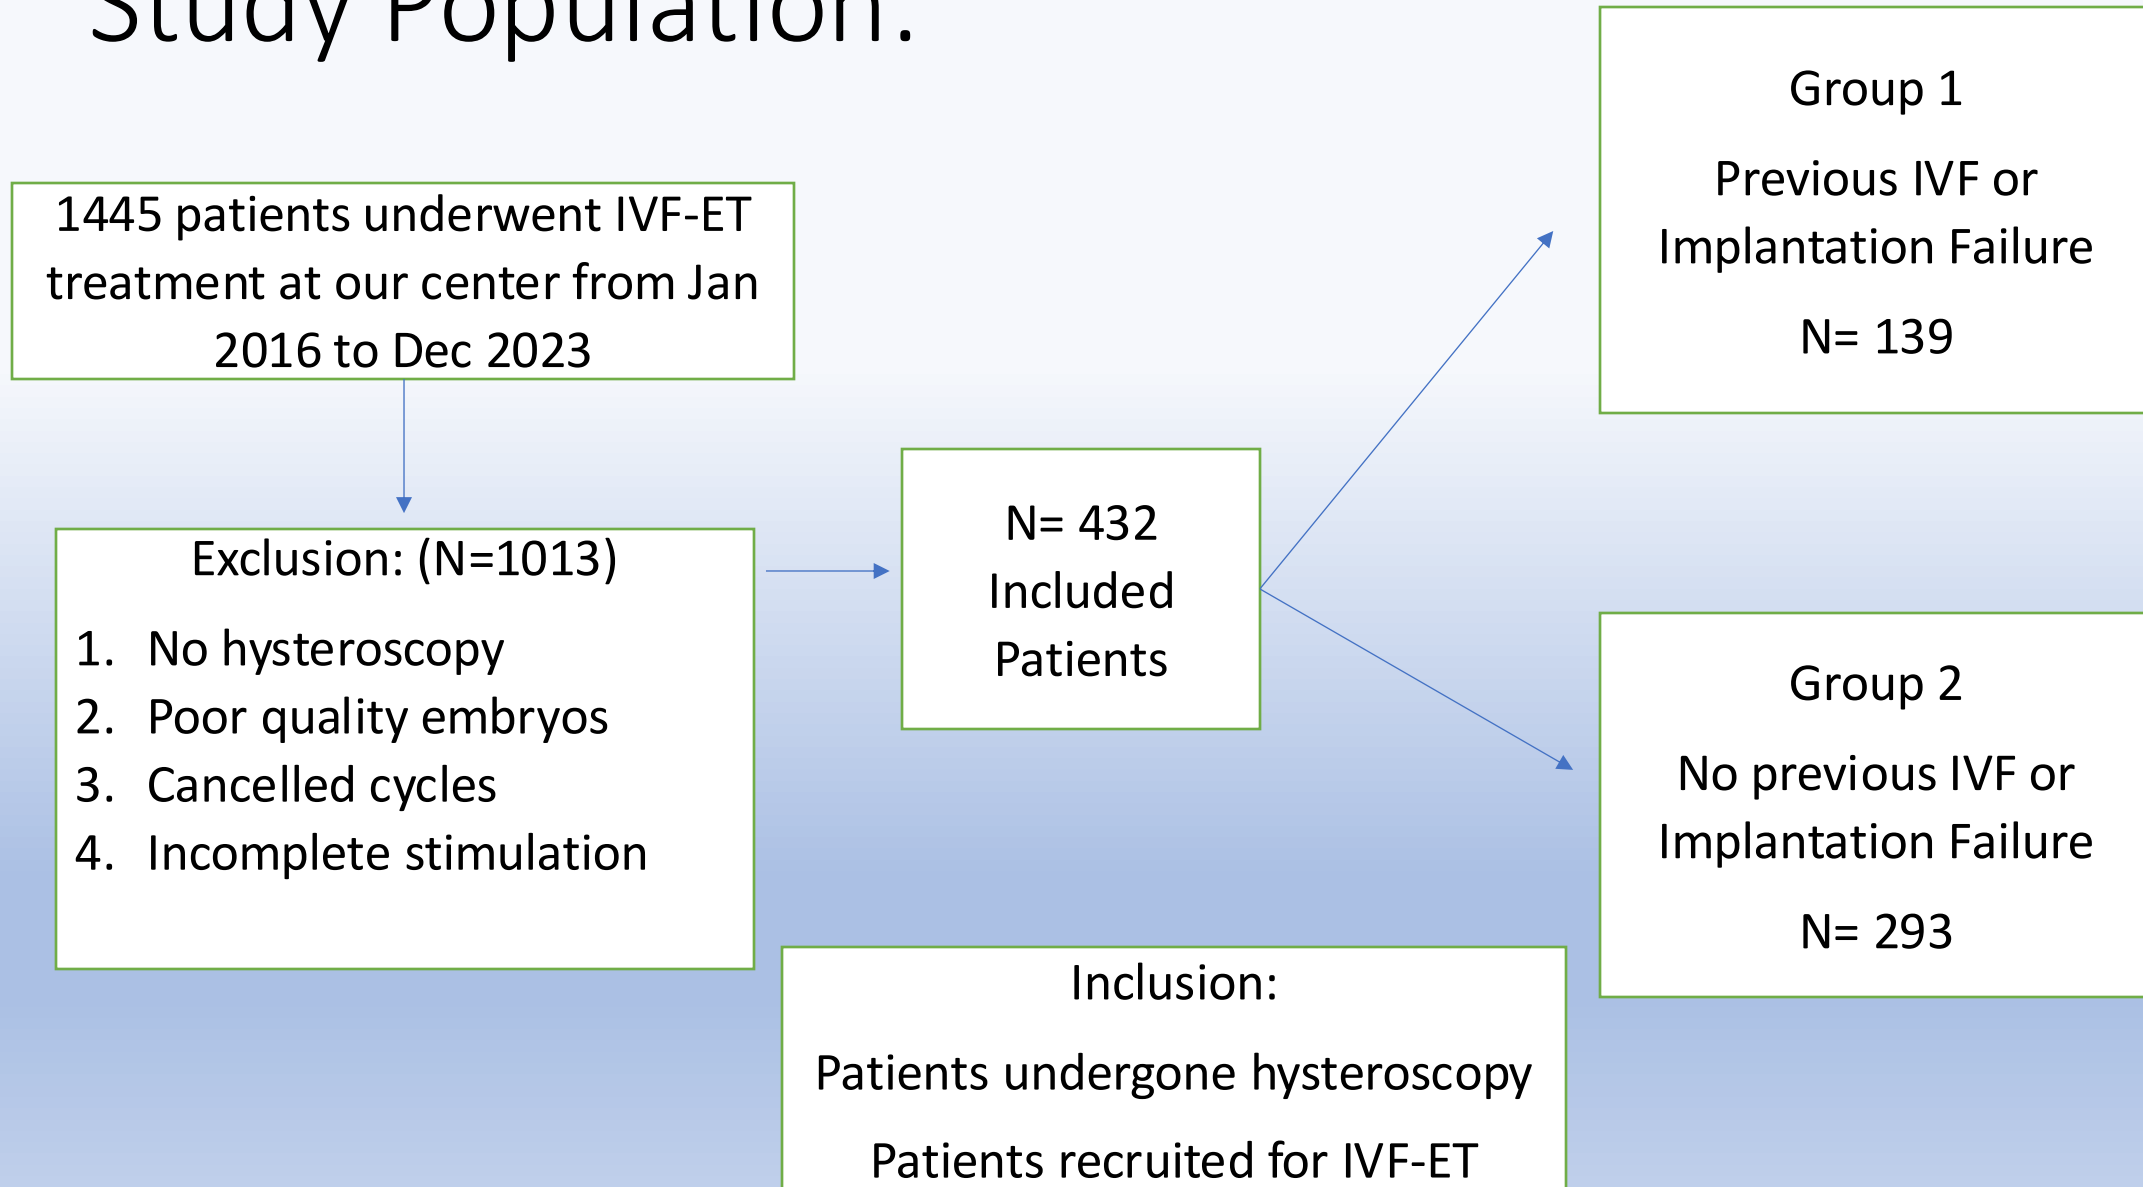 Study Population:
1445 patients underwent IVF-ET
treatment at our center from Jan
2016 to Dec 2023
Exclusion: (N=1013)
1. No hysteroscopy
2. Poor quality embryos
3. Cancelled cycles
4. Incomplete stimulation
N= 432
Included
Patients
Group 1
Previous IVF or
Implantation Failure
N= 139
Group 2
No previous IVF or
Implantation Failure
N= 293
Inclusion:
Patients undergone hysteroscopy
Patients recruited for IVF-ET